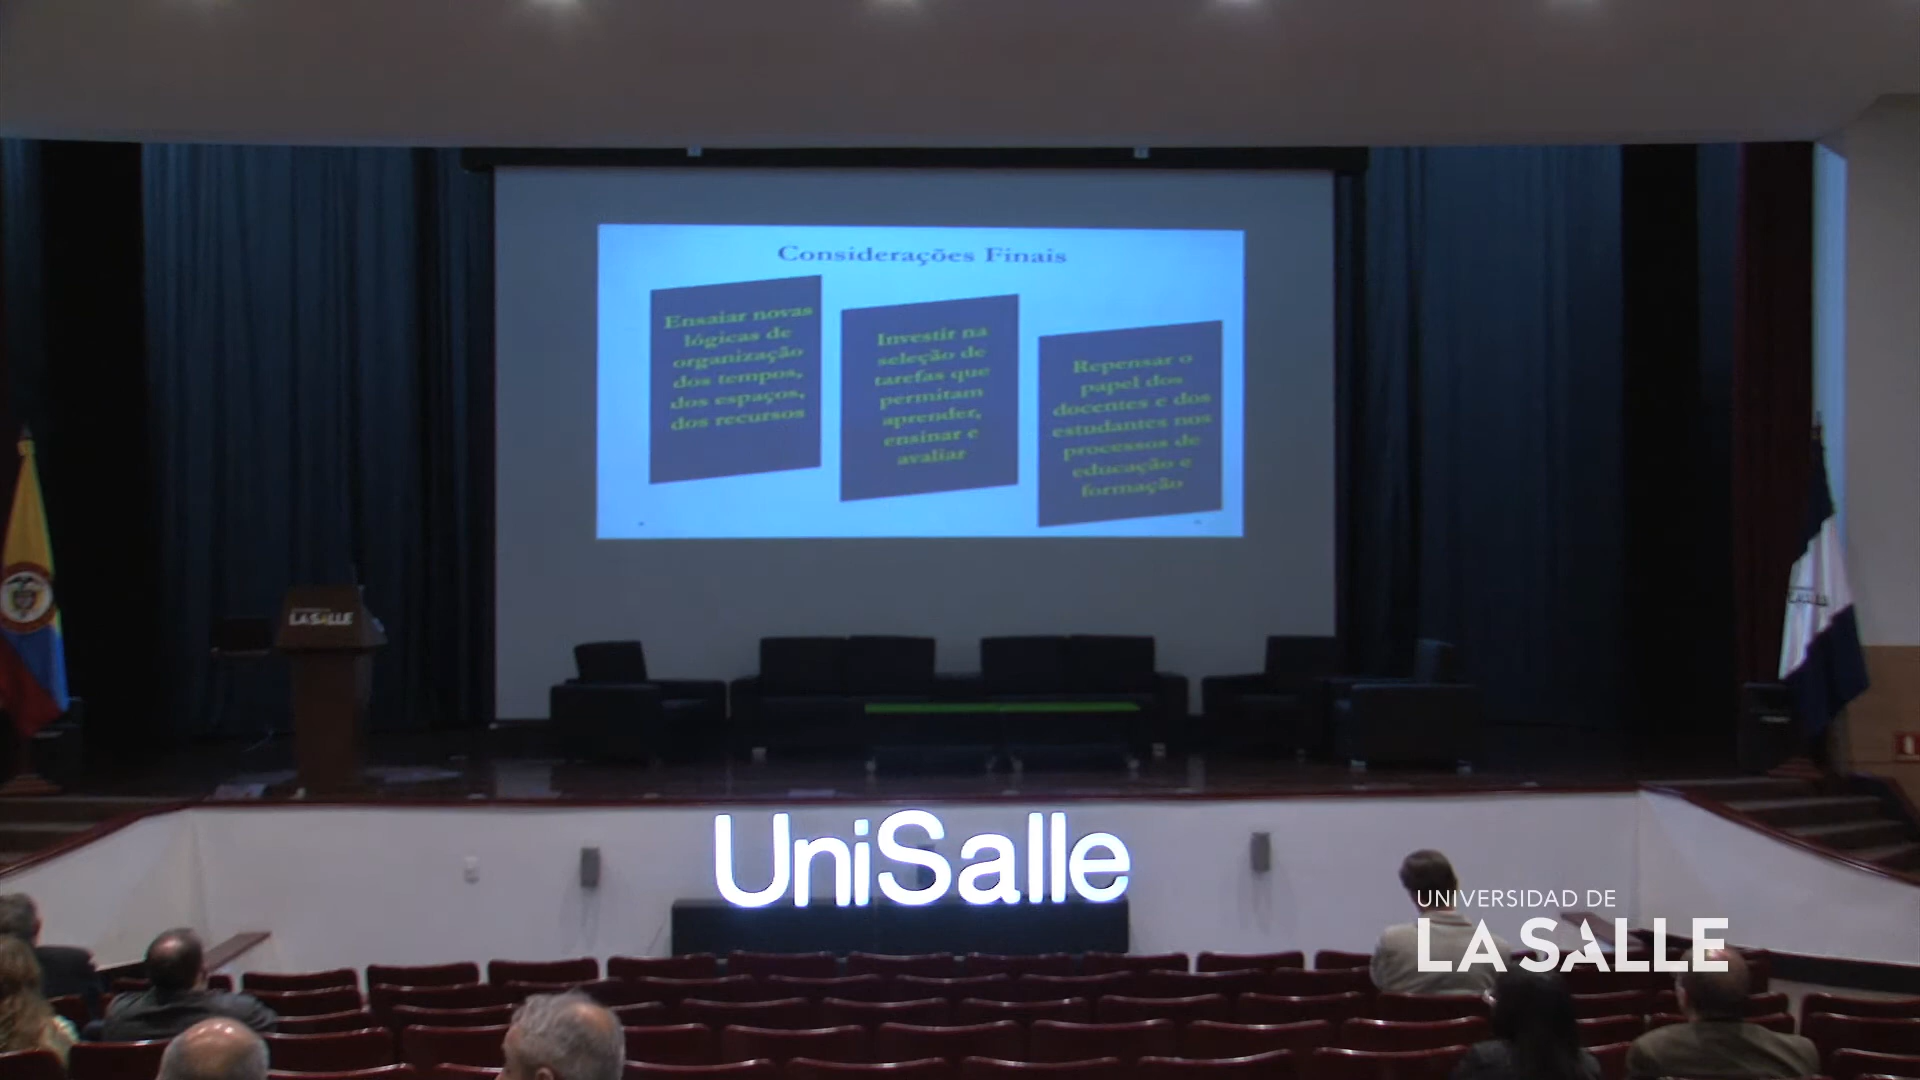 Considerações Finais
Ensaiar novas
lógicas de
organização
dos tempos,
dos espaços,
dos recursos
Investir na
seleção de
tarefas que
permitam
aprender,
ensinar e
avaliar
Repensar o
papel dos
docentes e dos
estudantes nos
processos de
educação e
formação
LA SALLE
UniSalle
UNIVERSIDAD DE
LA SALLE